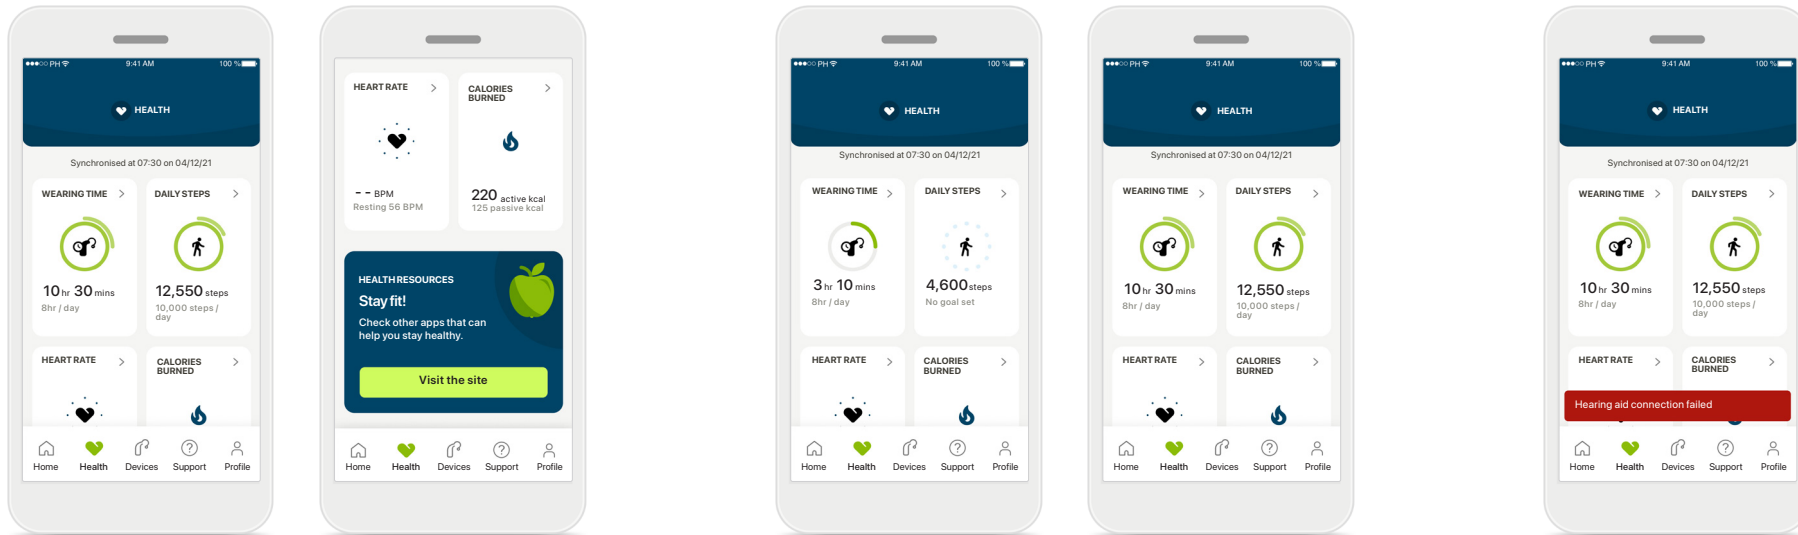 PH 9:41 AM 100 %
HEALTH
Synchronised at 07:30 on 04/12/21
WEARING TIME DAILY STEPS
10 hr 30 mins 12,550 steps
8hr / day 10,000 steps /
day
HEART RATE CALORIES
BURNED
Home Health Devices Support Profile
HEART RATE CALORIES
BURNED
- - BPM 220 active kcal
Resting 56 BPM 125 passive kcal
HEALTH RESOURCES
Stay fit!
Check other apps that can
help you stay healthy.
Visit the site
Home Health Devices Support Profile
PH 9:41 AM 100 %
HEALTH
Synchronised at 07:30 on 04/12/21
WEARING TIME DAILY STEPS
3 hr 10 mins 4,600 steps
8hr / day No goal set
HEART RATE CALORIES
BURNED
Home Health Devices Support Profile
PH 9:41 AM 100 %
HEALTH
Synchronised at 07:30 on 04/12/21
WEARING TIME DAILY STEPS
10 hr 30 mins 12,550 steps
8hr / day 10,000 steps /
day
HEART RATE CALORIES
BURNED
Home Health Devices Support Profile
PH 9:41 AM 100 %
HEALTH
Synchronised at 07:30 on 04/12/21
WEARING TIME DAILY STEPS
10 hr 30 mins 12,550 steps
8hr / day 10,000 steps /
day
HEART RATE CALORIES
BURNED
Hearing aid connection failed
Home Health Devices Support Profile